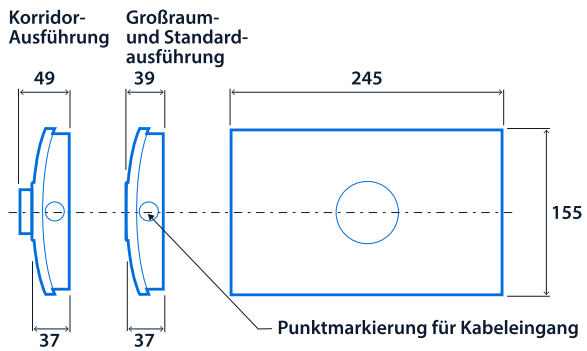 Korridor-
Ausführung
Großraum-
und Standard-
ausführung
49
39
245
155
37
37
Punktmarkierung für Kabeleingang